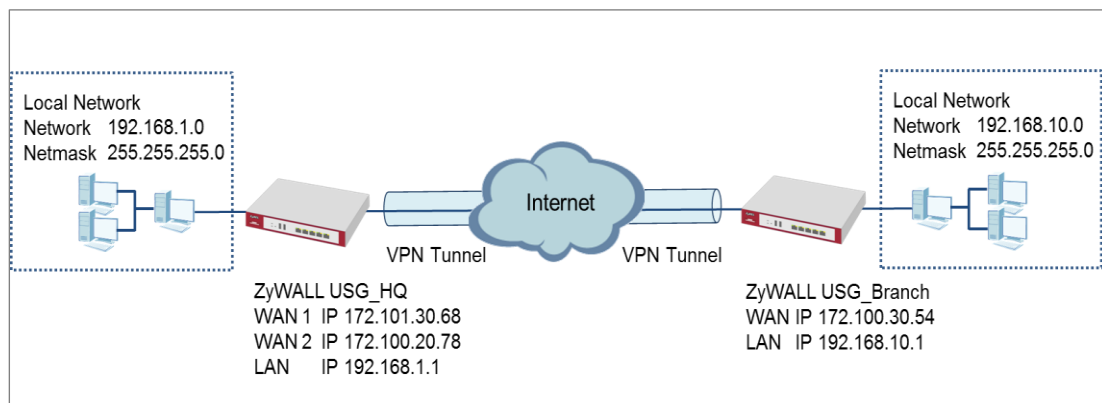 Local Network
Network 192.168.1.0
Netmask 255.255.255.0
Local Network
Network 192.168.10.0
Netmask 255.255.255.0
Internet
VPN Tunnel
VPN Tunnel
ZyWALL USG_HQ
WAN 1 IP 172.101.30.68
WAN 2 IP 172.100.20.78
LAN IP 192.168.1.1
ZyWALL USG_Branch
WAN IP 172.100.30.54
LAN IP 192.168.10.1